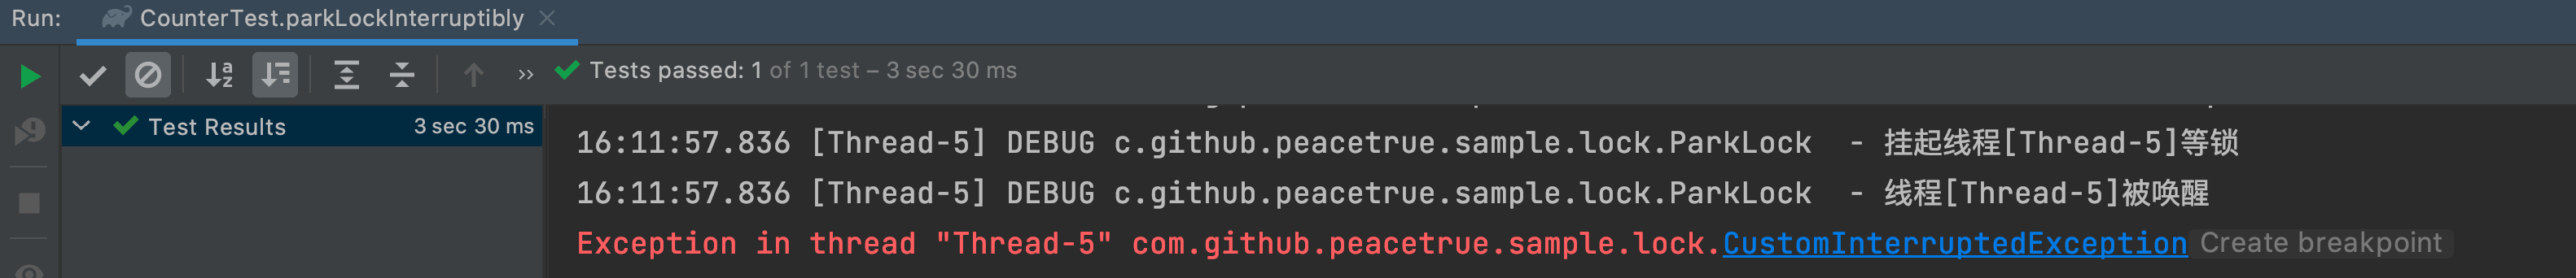 Run: CounterTest.parkLockInterruptibly
Tests passed: 1 of 1 test – 3 sec 30 ms
Test Results 3 sec 30 ms
16:11:57.836 [Thread-5] DEBUG c.github.peacetrue.sample.lock.ParkLock  - 挂起线程[Thread-5]等锁
16:11:57.836 [Thread-5] DEBUG c.github.peacetrue.sample.lock.ParkLock  - 线程[Thread-5]被唤醒
Exception in thread "Thread-5" com.github.peacetrue.sample.lock.CustomInterruptedException Create breakpoint